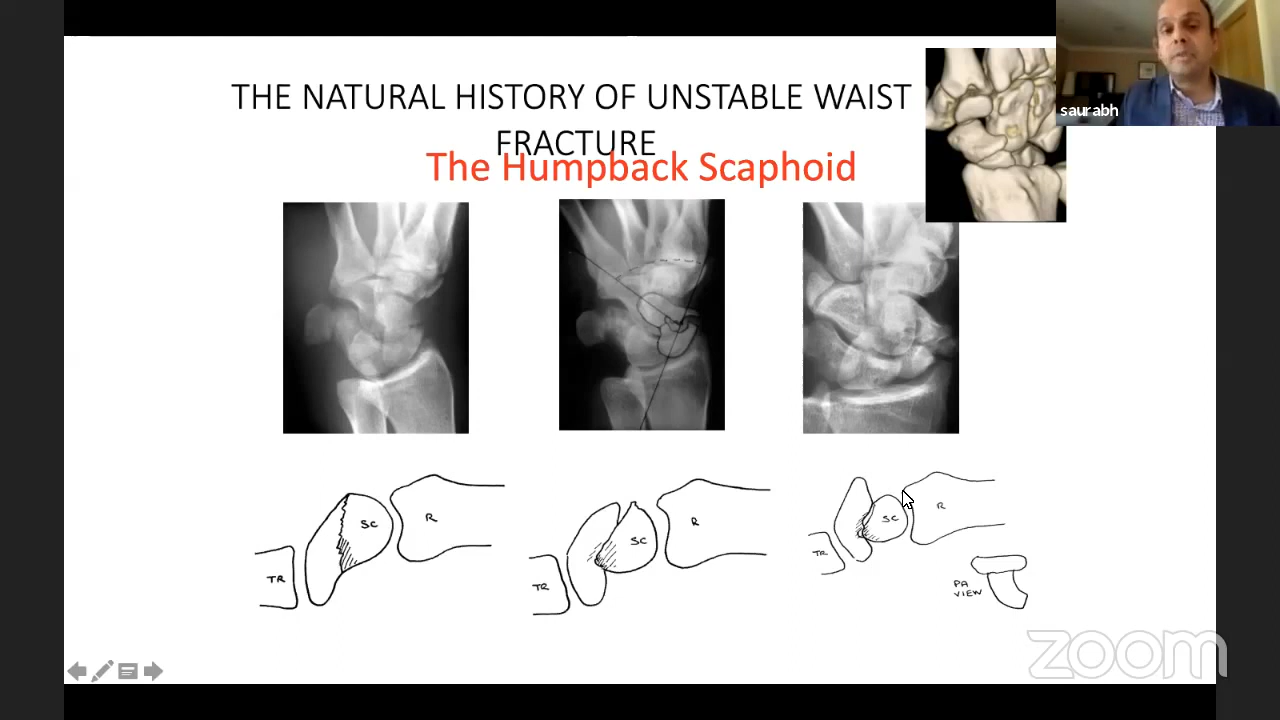 THE NATURAL HISTORY OF UNSTABLE WAIST
FRACTURE
The Humpback Scaphoid
saurabh
SC
R
TR
SC
R
TR
SC
R
TR
PA
VIEW
zoom